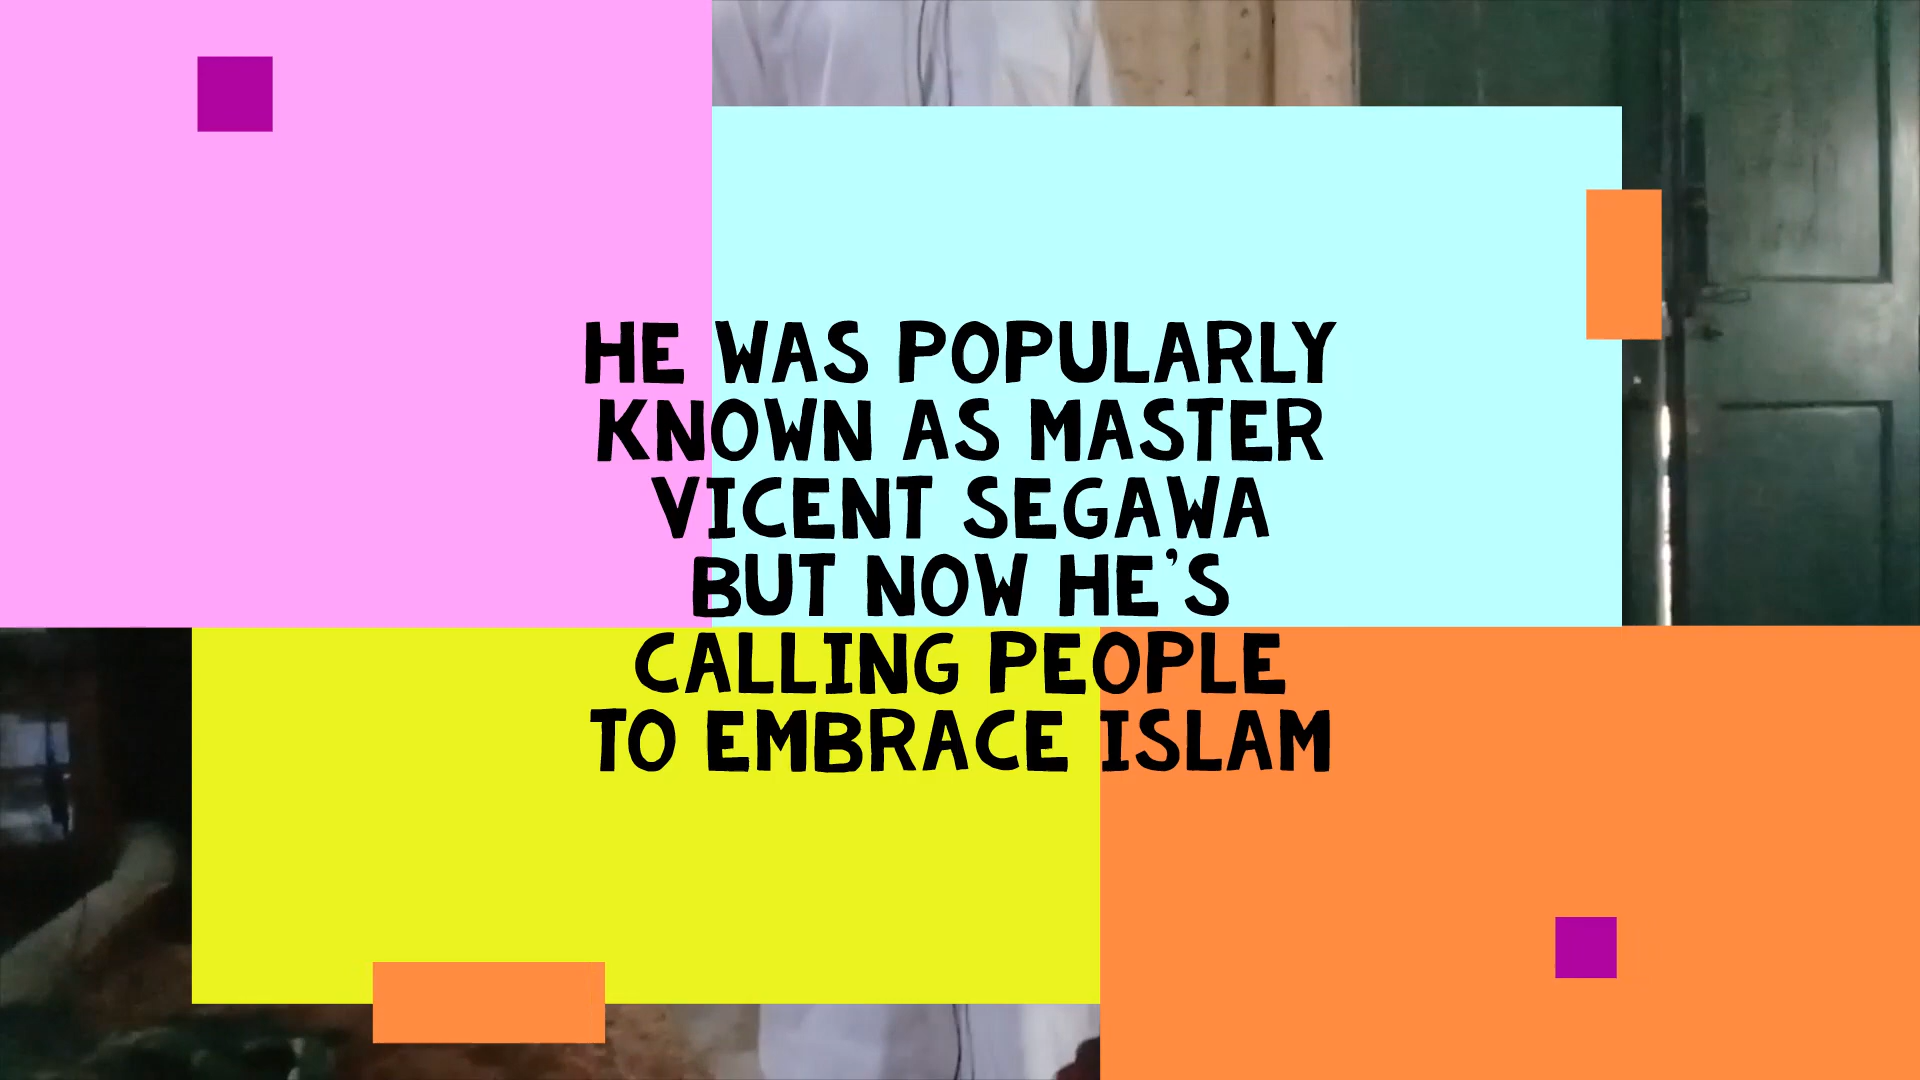 HE WAS POPULARLY
KNOWN AS MASTER
VICENT SEGAWA
BUT NOW HE'S
CALLING PEOPLE
TO EMBRACE ISLAM